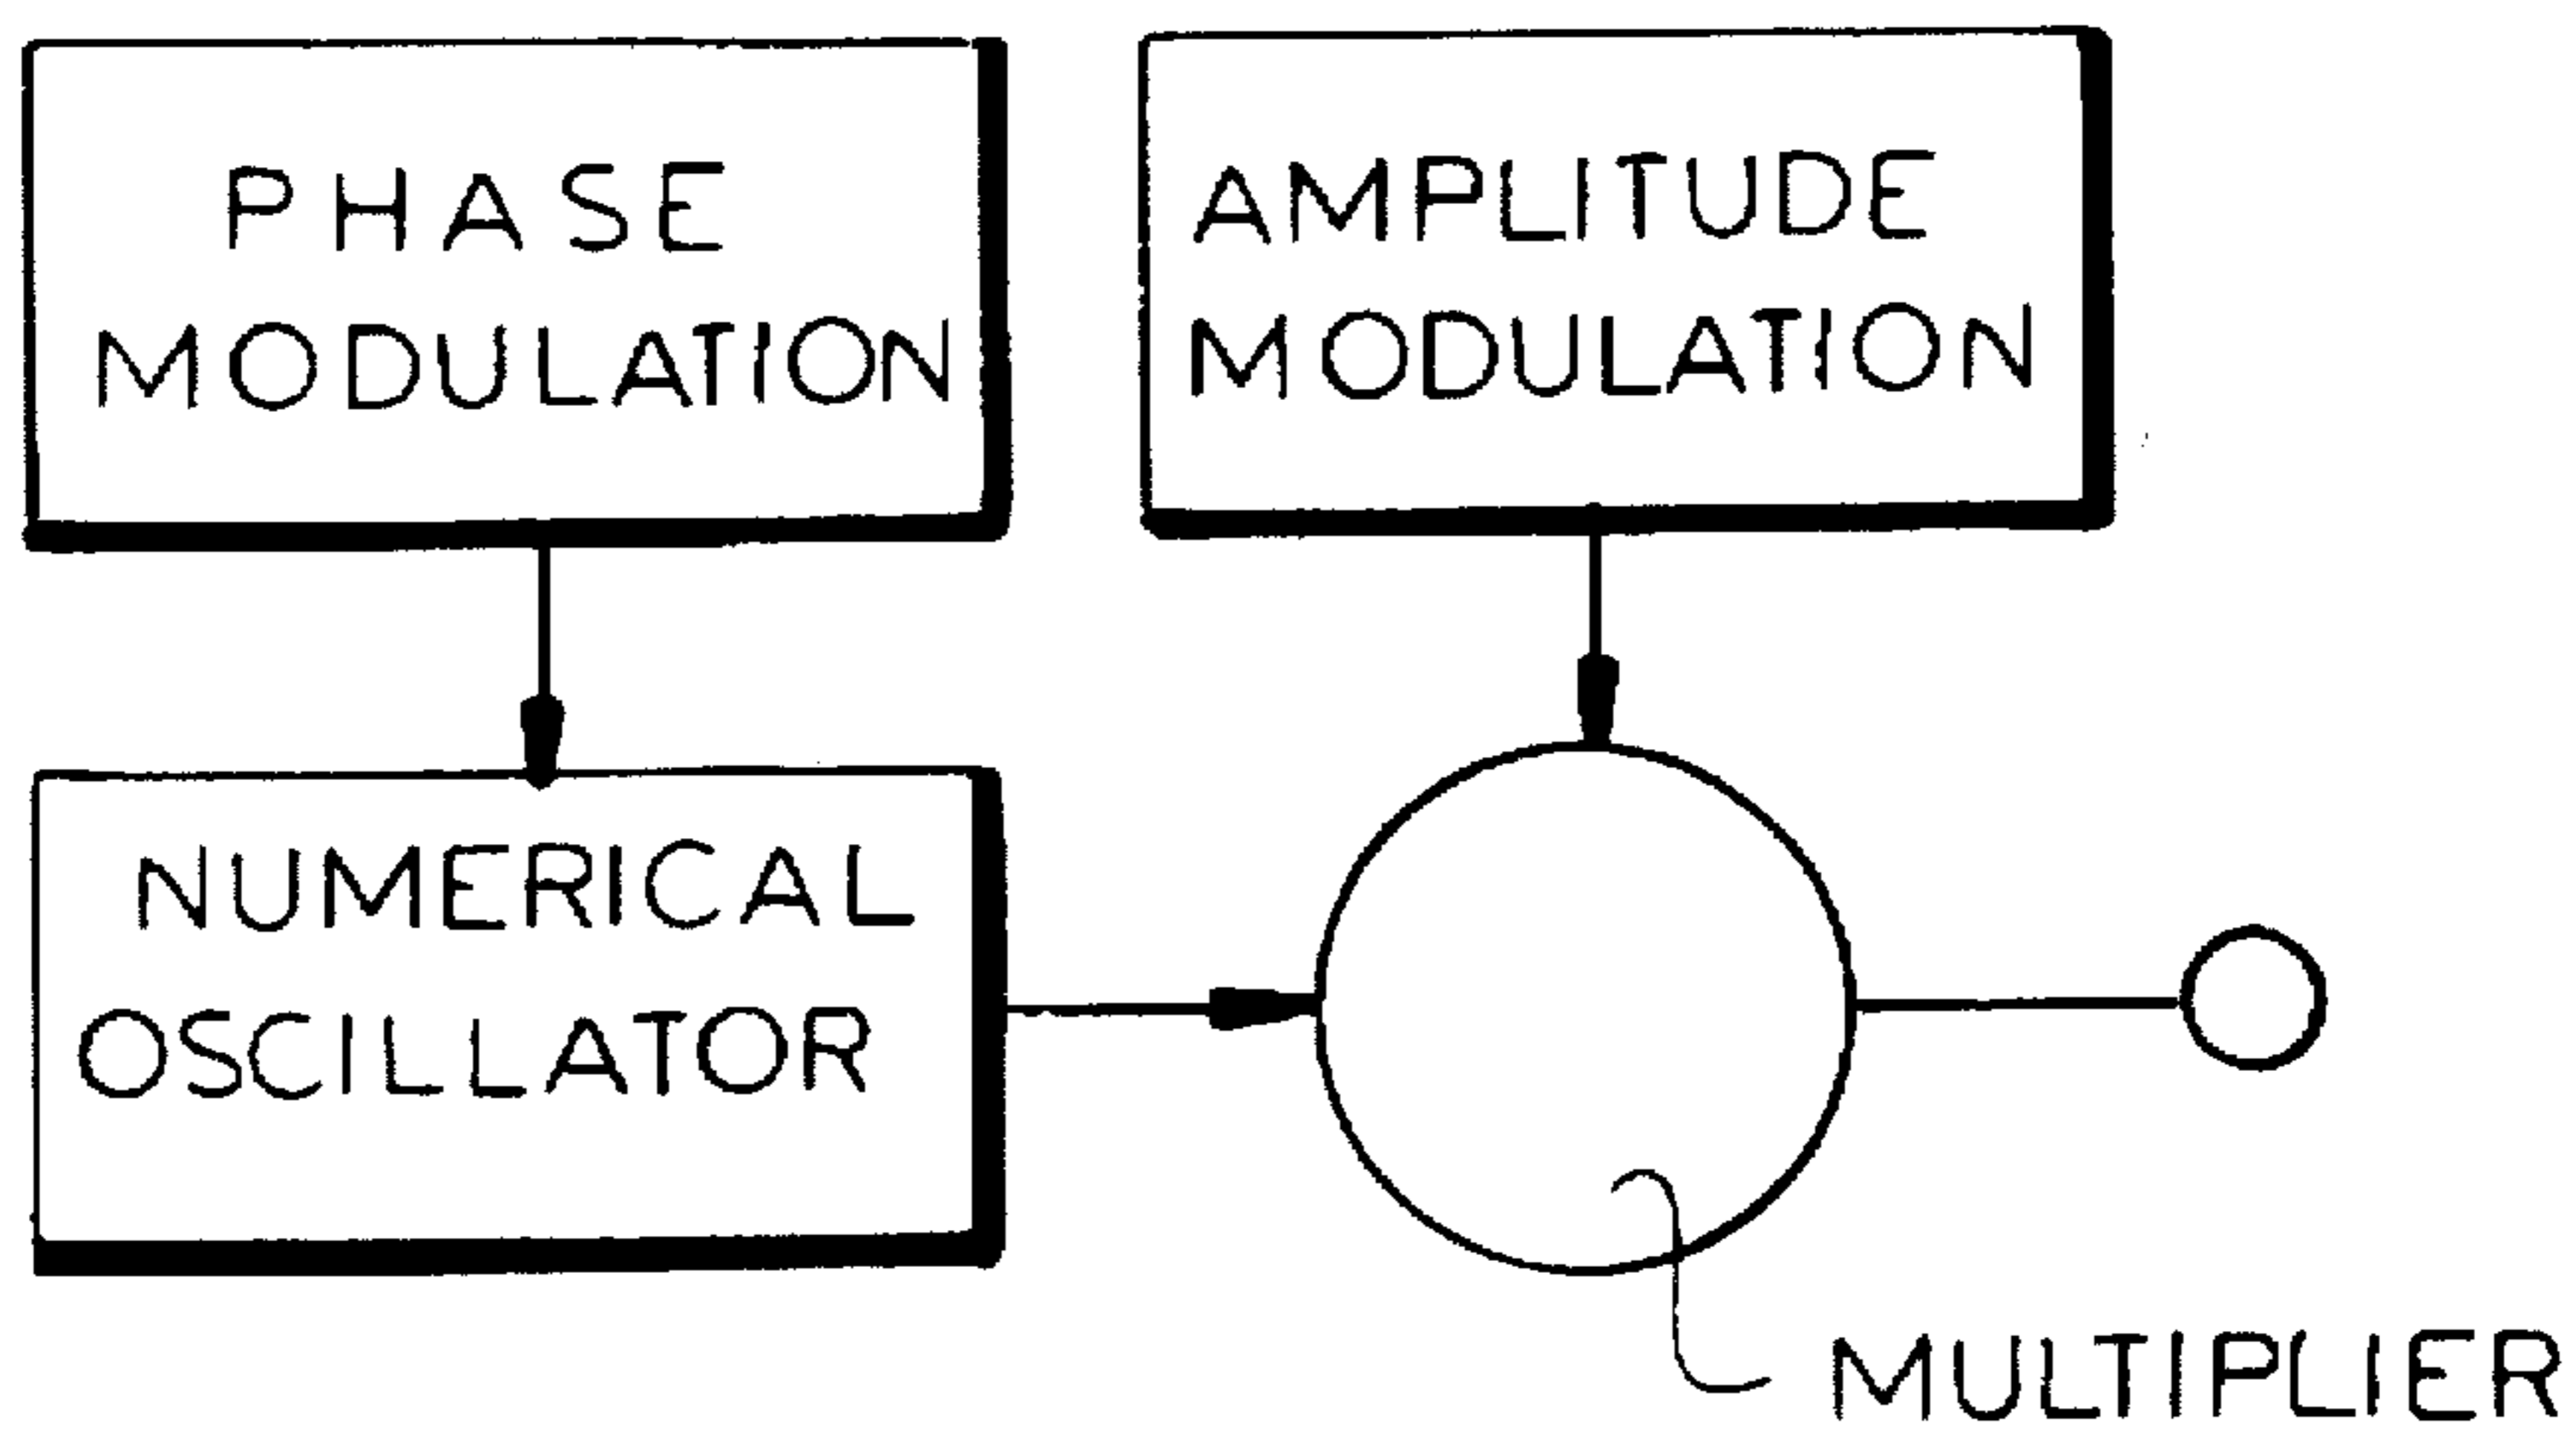 PHASE
MODULATION
AMPLITUDE
MODULATION
NUMERICAL
OSCILLATOR
MULTIPLIER